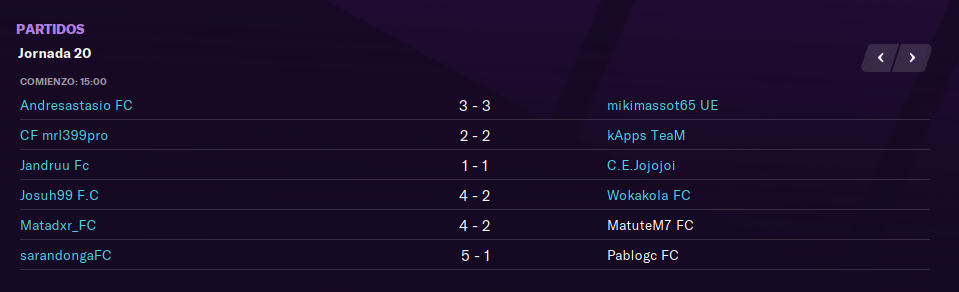 PARTIDOS
Jornada 20
COMIENZO: 15:00
Andresastasio FC 3 - 3 mikimassot65 UE
CF mrl399pro 2 - 2 kApps TeaM
Jandruu Fc 1 - 1 C.E.Jojojoi
Josuh99 F.C 4 - 2 Wokakola FC
Matadxr_FC 4 - 2 MatuteM7 FC
sarandongaFC 5 - 1 Pablogc FC